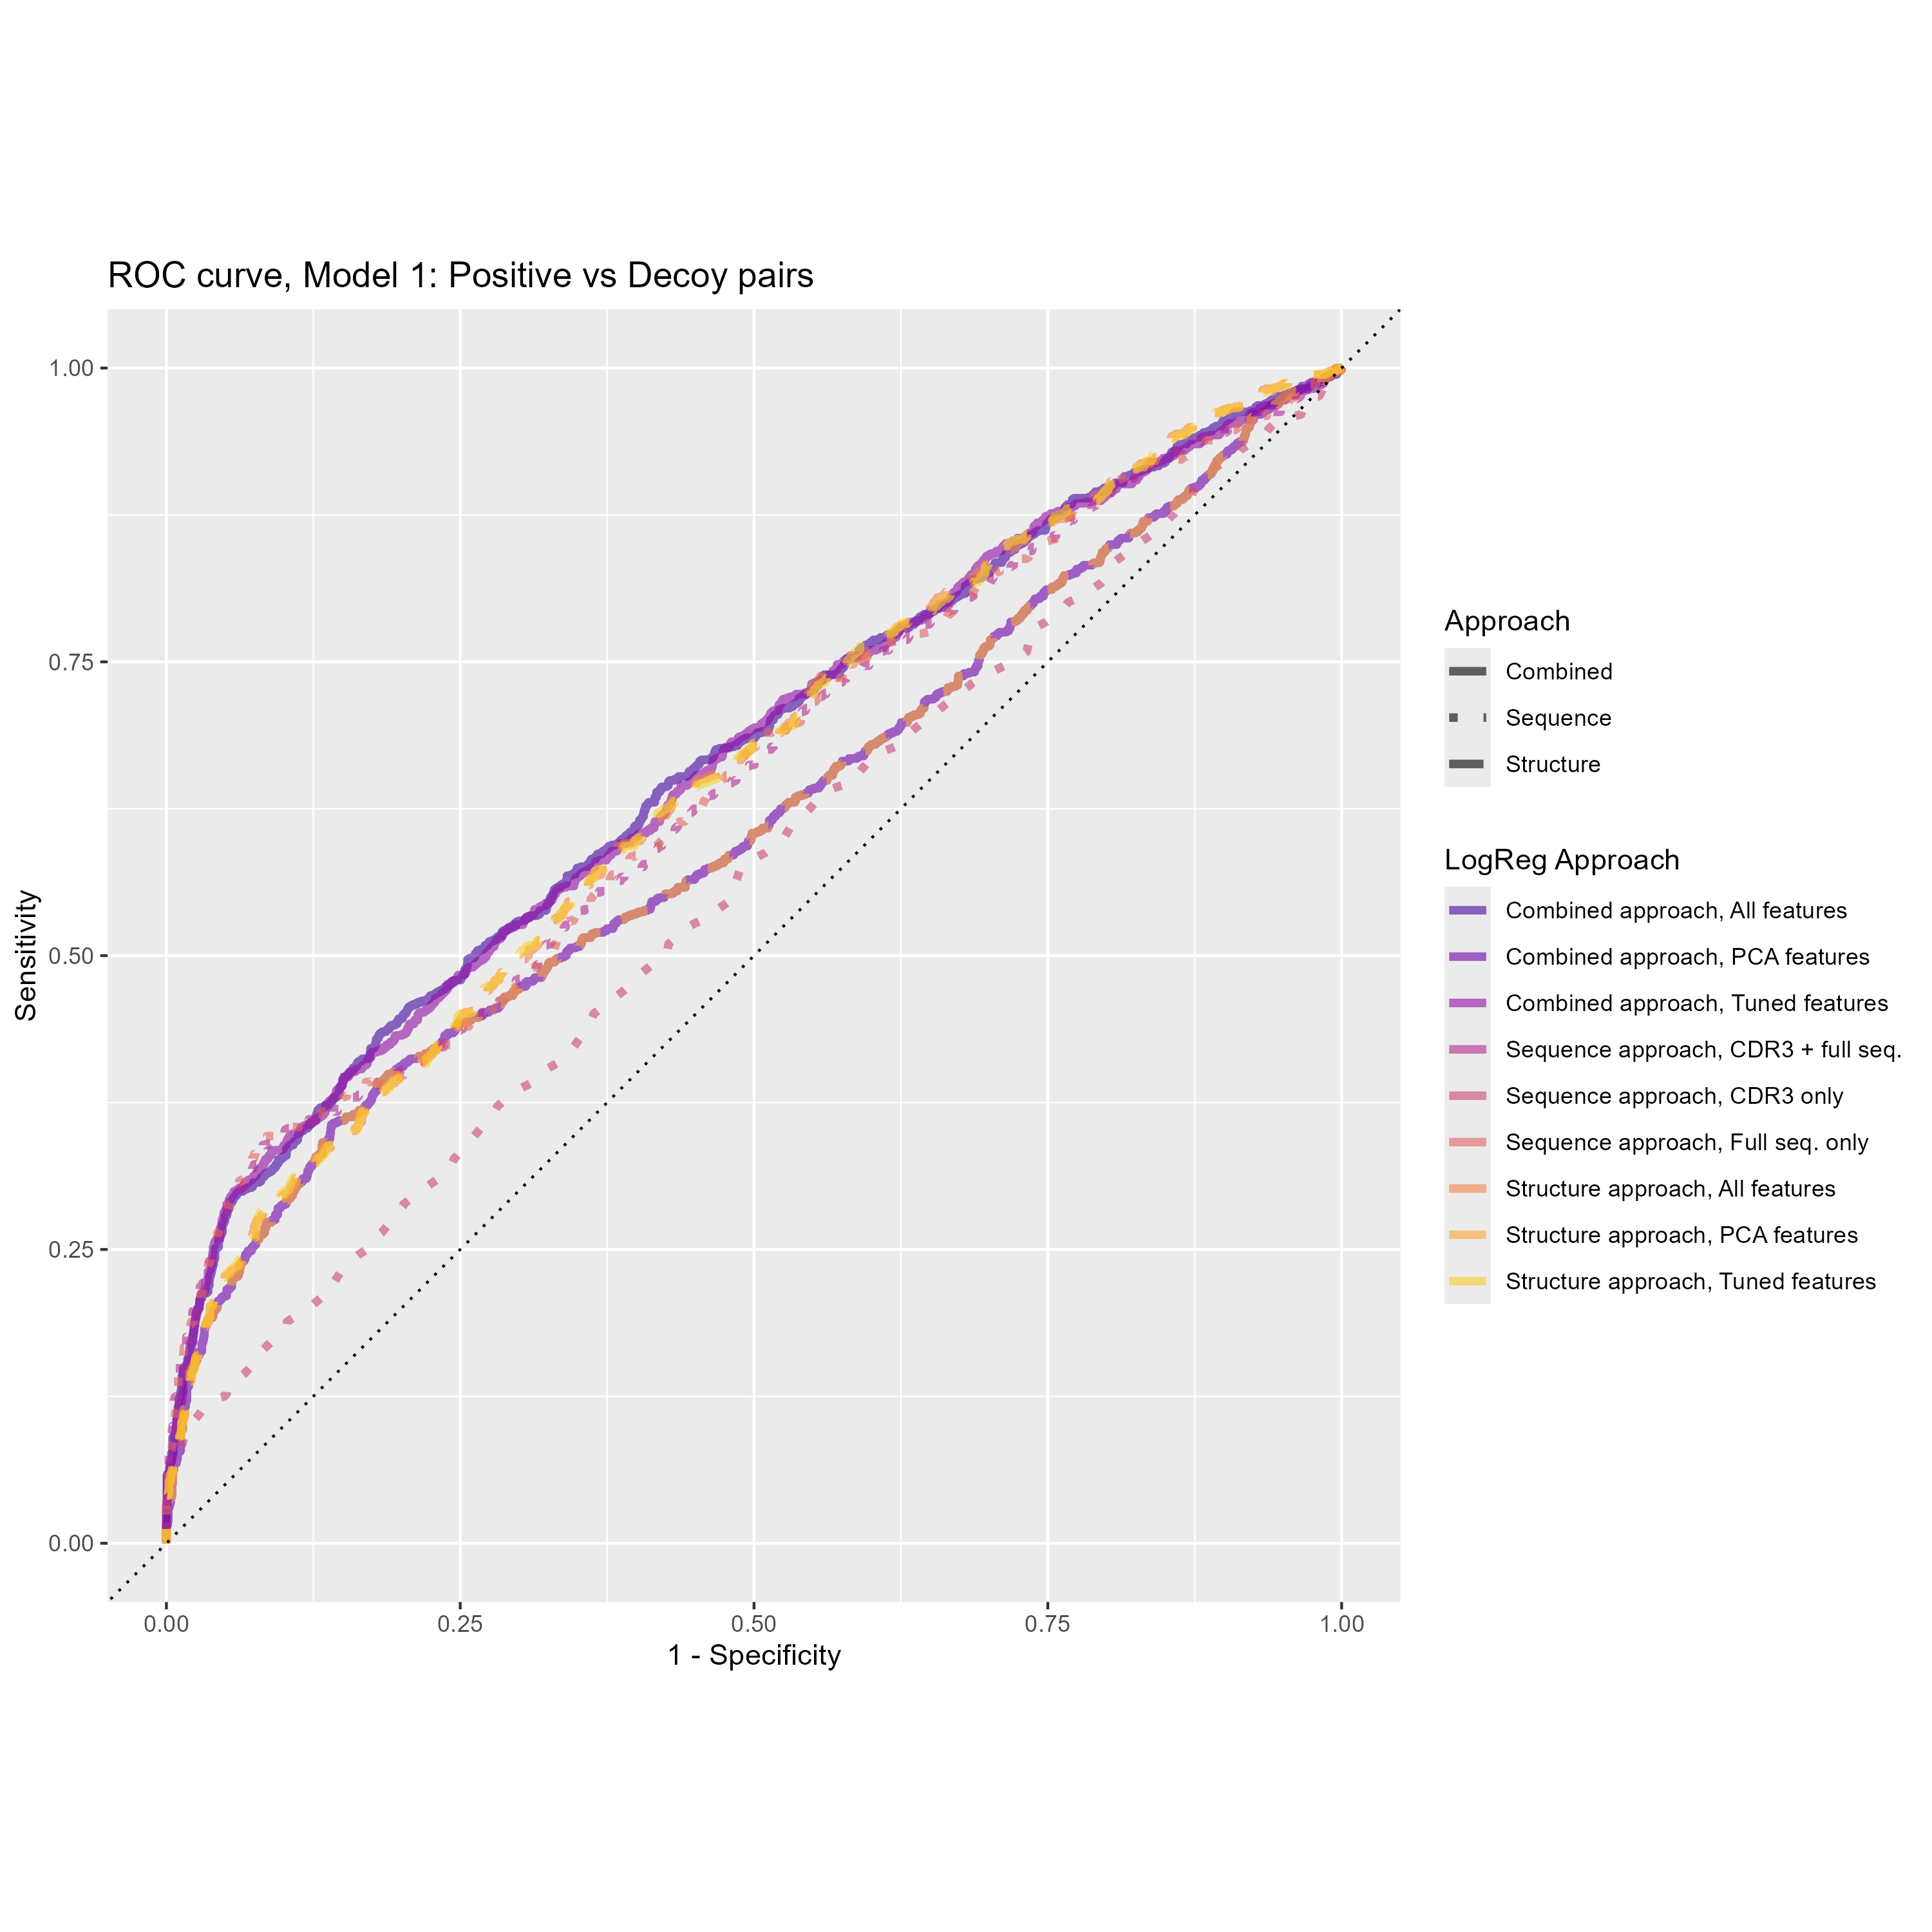 ROC curve, Model 1: Positive vs Decoy pairs
1.00
0.75
0.50
0.25
0.00
Sensitivity
0.00
0.25
0.50
0.75
1.00
1 - Specificity
Approach
Combined
Sequence
Structure
LogReg Approach
Combined approach, All features
Combined approach, PCA features
Combined approach, Tuned features
Sequence approach, CDR3 + full seq.
Sequence approach, CDR3 only
Sequence approach, Full seq. only
Structure approach, All features
Structure approach, PCA features
Structure approach, Tuned features